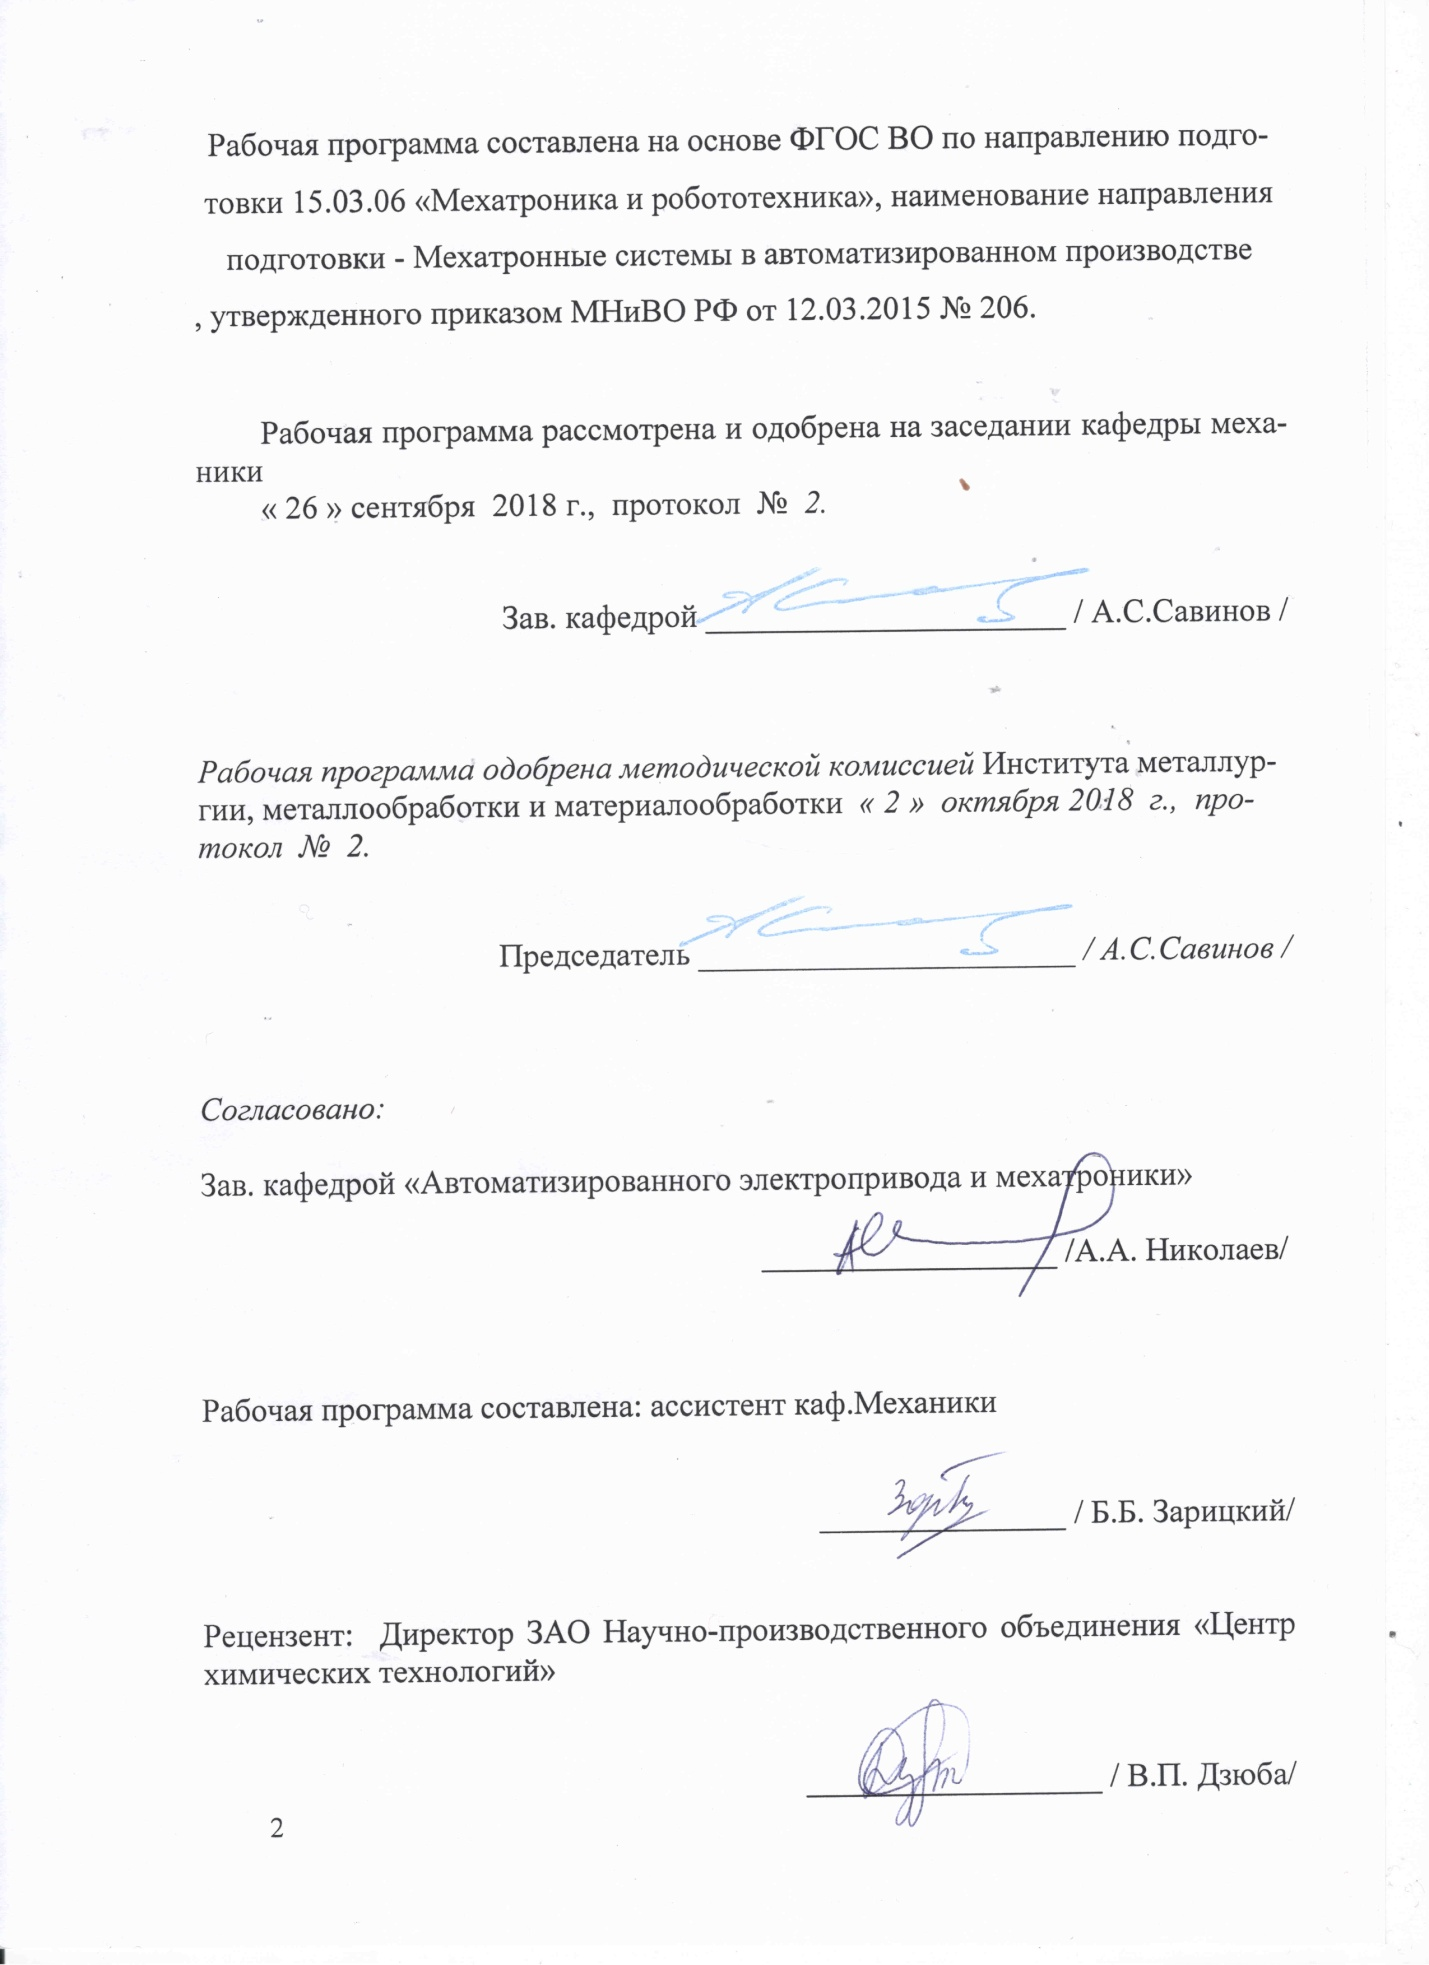 Рабочая программа составлена на основе ФГОС ВО по направлению подго-
товки 15.03.06 «Мехатроника и робототехника», наименование направления
подготовки - Мехатронные системы в автоматизированном производстве
, утвержденного приказом МНиВО РФ от 12.03.2015 № 206.
Рабочая программа рассмотрена и одобрена на заседании кафедры меха-
ники
« 26 » сентября 2018 г., протокол № 2.
Зав. кафедрой ____________________ / А.С.Савинов /
Рабочая программа одобрена методической комиссией Института металлур-
гии, металлообработки и материалообработки « 2 » октября 2018 г., про-
токол № 2.
Председатель ____________________ / А.С.Савинов /
Согласовано:
Зав. кафедрой «Автоматизированного электропривода и мехатроники»
________________ /А.А. Николаев/
Рабочая программа составлена: ассистент каф.Механики
______________ / Б.Б. Зарицкий/
Рецензент: Директор ЗАО Научно-производственного объединения «Центр
химических технологий»
________________ / В.П. Дзюба/
2